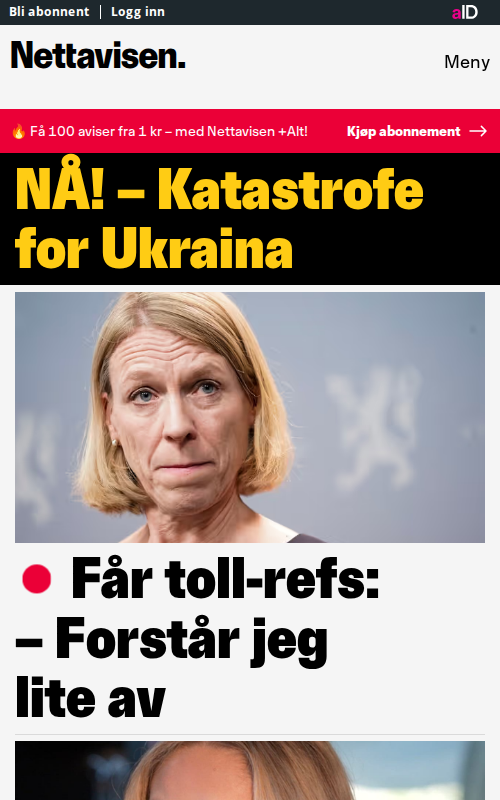 Bli abonnent | Logg inn
aID
Nettavisen.
Meny
🔥 Få 100 aviser fra 1 kr – med Nettavisen +Alt!
Kjøp abonnement →
NÅ! – Katastrofe
for Ukraina
Får toll-refs:
– Forstår jeg
lite av